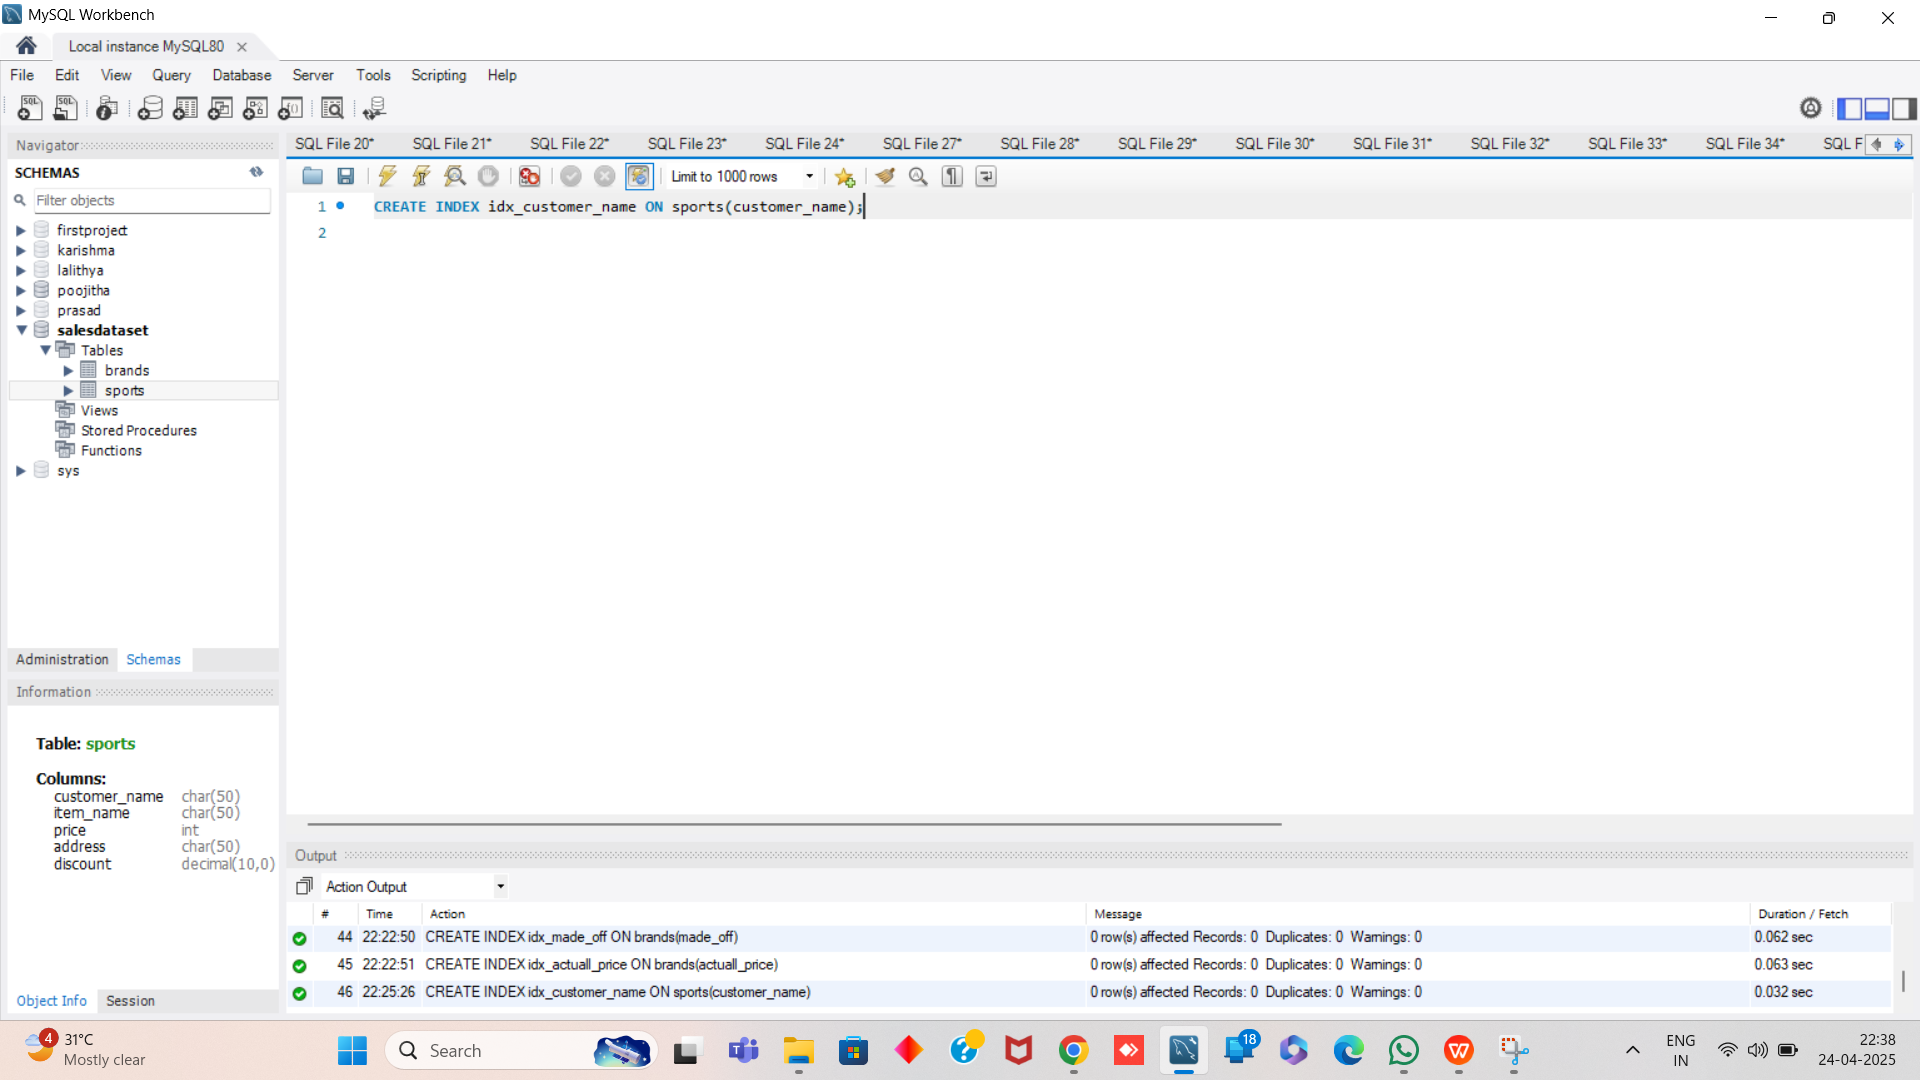 MySQL Workbench
Local instance MySQL80
File Edit View Query Database Server Tools Scripting Help
Navigator
SCHEMAS
Filter objects
firstproject
karishma
lalithya
poojitha
prasad
salesdataset
Tables
brands
sports
Views
Stored Procedures
Functions
sys
Administration Schemas
Information
Table: sports
Columns:
customer_name char(50)
item_name char(50)
price int
address char(50)
discount decimal(10,0)
Object Info Session
SQL File 20* SQL File 21* SQL File 22* SQL File 23* SQL File 24* SQL File 27* SQL File 28* SQL File 29* SQL File 30* SQL File 31* SQL File 32* SQL File 33* SQL File 34* SQL F
Limit to 1000 rows
1 CREATE INDEX idx_customer_name ON sports(customer_name);
2
Output
Action Output
# Time Action Message Duration / Fetch
44 22:22:50 CREATE INDEX idx_made_off ON brands(made_off) 0 row(s) affected Records: 0 Duplicates: 0 Warnings: 0 0.062 sec
45 22:22:51 CREATE INDEX idx_actuall_price ON brands(actuall_price) 0 row(s) affected Records: 0 Duplicates: 0 Warnings: 0 0.063 sec
46 22:25:26 CREATE INDEX idx_customer_name ON sports(customer_name) 0 row(s) affected Records: 0 Duplicates: 0 Warnings: 0 0.032 sec
4 31°C
Mostly clear
Search
18
ENG
IN
22:38
24-04-2025